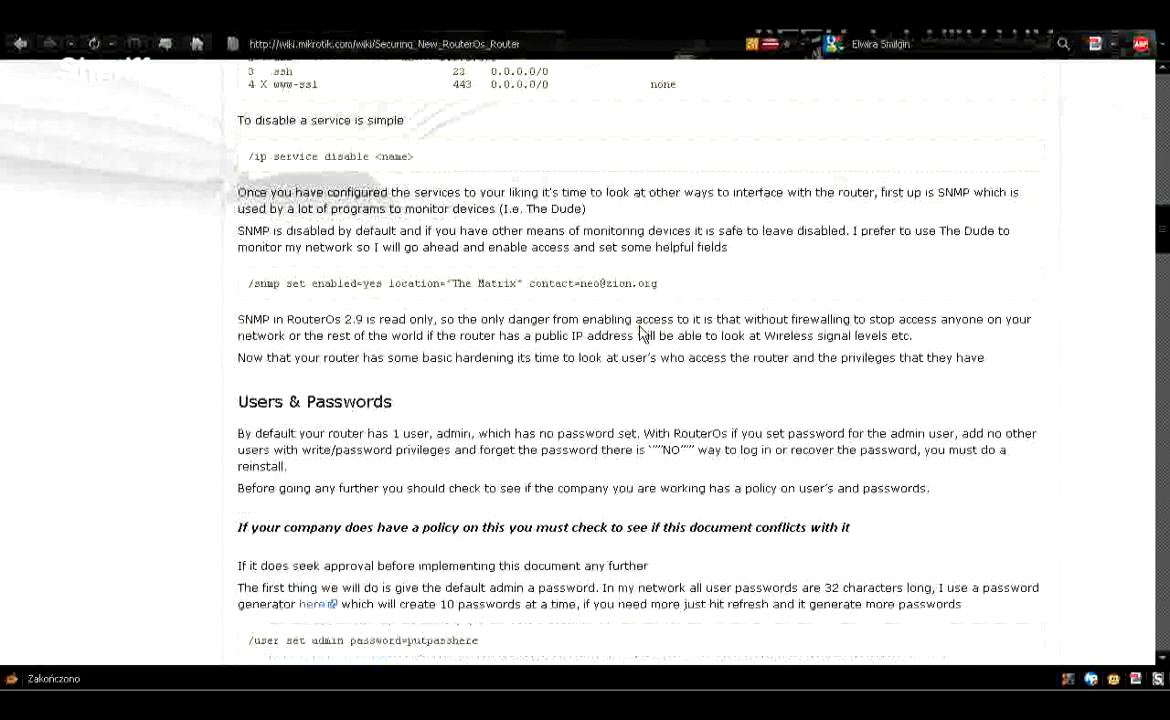 http://wiki.mikrotik.com/wiki/Securing_New_RouterOs_Router
Elwira Smilgin
ABP
Sheriff
3 ssh 22 0.0.0.0/0
4 X www-ssl 443 0.0.0.0/0 none
To disable a service is simple
/ip service disable <name>
Once you have configured the services to your liking it's time to look at other ways to interface with the router, first up is SNMP which is
used by a lot of programs to monitor devices (I.e. The Dude)
SNMP is disabled by default and if you have other means of monitoring devices it is safe to leave disabled. I prefer to use The Dude to
monitor my network so I will go ahead and enable access and set some helpful fields
/snmp set enabled=yes location="The Matrix" contact=neo@zion.org
SNMP in RouterOs 2.9 is read only, so the only danger from enabling access to it is that without firewalling to stop access anyone on your
network or the rest of the world if the router has a public IP address will be able to look at Wireless signal levels etc.
Now that your router has some basic hardening its time to look at user's who access the router and the privileges that they have
Users & Passwords
By default your router has 1 user, admin, which has no password set. With RouterOs if you set password for the admin user, add no other
users with write/password privileges and forget the password there is '""NO"" way to log in or recover the password, you must do a
reinstall.
Before going any further you should check to see if the company you are working has a policy on user's and passwords.
If your company does have a policy on this you must check to see if this document conflicts with it
If it does seek approval before implementing this document any further
The first thing we will do is give the default admin a password. In my network all user passwords are 32 characters long, I use a password
generator here which will create 10 passwords at a time, if you need more just hit refresh and it generate more passwords
/user set admin password=putpasshere
Zakończono